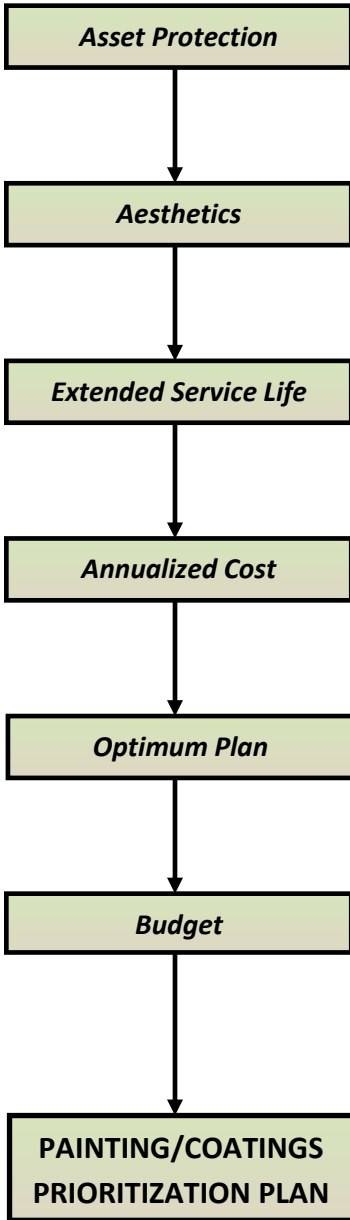 Asset Protection
Aesthetics
Extended Service Life
Annualized Cost
Optimum Plan
Budget
PAINTING/COATINGS
PRIORITIZATION PLAN